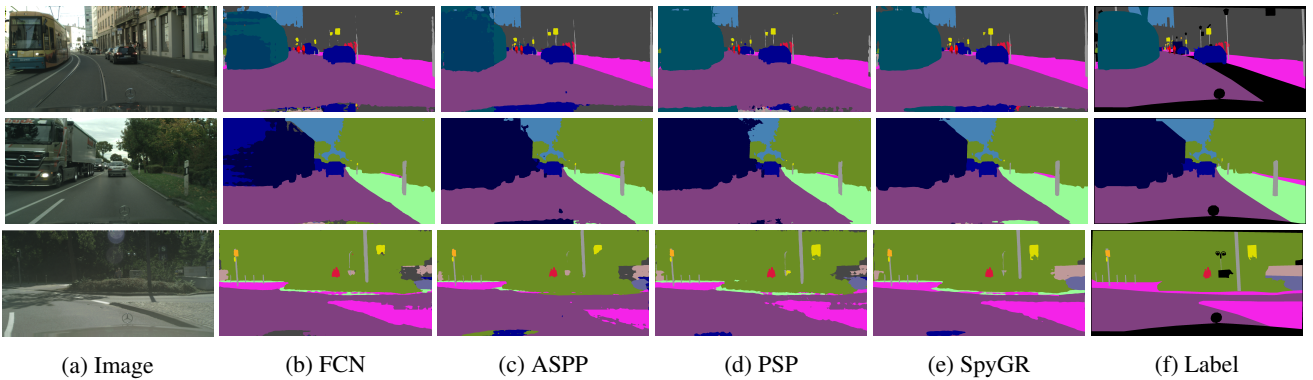 (a) Image
(b) FCN
(c) ASPP
(d) PSP
(e) SpyGR
(f) Label